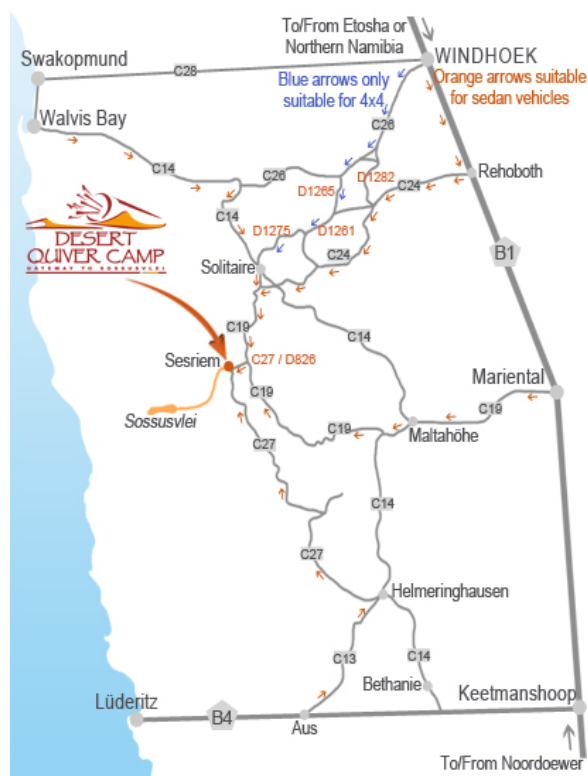 To/From Etosha or
Northern Namibia
Swakopmund
C28
WINDHOEK
Blue arrows only
suitable for 4x4
Orange arrows suitable
for sedan vehicles
Walvis Bay
C26
C14
C26
D1265
D1282
C24
Rehoboth
C14
D1275
D1261
DESERT
QUIVER CAMP
GATEWAY TO SOSSUSVLEI
Solitaire
C24
B1
C19
C14
Sesriem
C27 / D826
C19
Mariental
Sossusvlei
C19
C19
Maltahöhe
C27
C14
C27
Helmeringhausen
C13
C14
Bethanie
Keetmanshoop
Lüderitz
B4
Aus
To/From Noordoewer